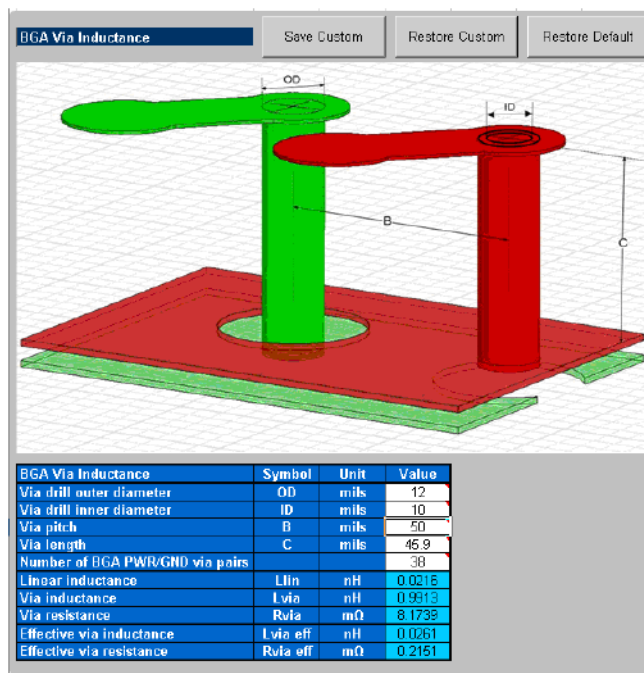 BGA Via Inductance Save Custom Restore Custom Restore Default
OD
ID
B
C
BGA Via Inductance Symbol Unit Value
Via drill outer diameter OD mils 12
Via drill inner diameter ID mils 10
Via pitch B mils 50
Via length C mils 45.9
Number of BGA PWR/GND via pairs 38
Linear inductance Llin nH 0.0216
Via inductance Lvia nH 0.9913
Via resistance Rvia mΩ 8.1739
Effective via inductance Lvia eff nH 0.0261
Effective via resistance Rvia eff mΩ 0.2151